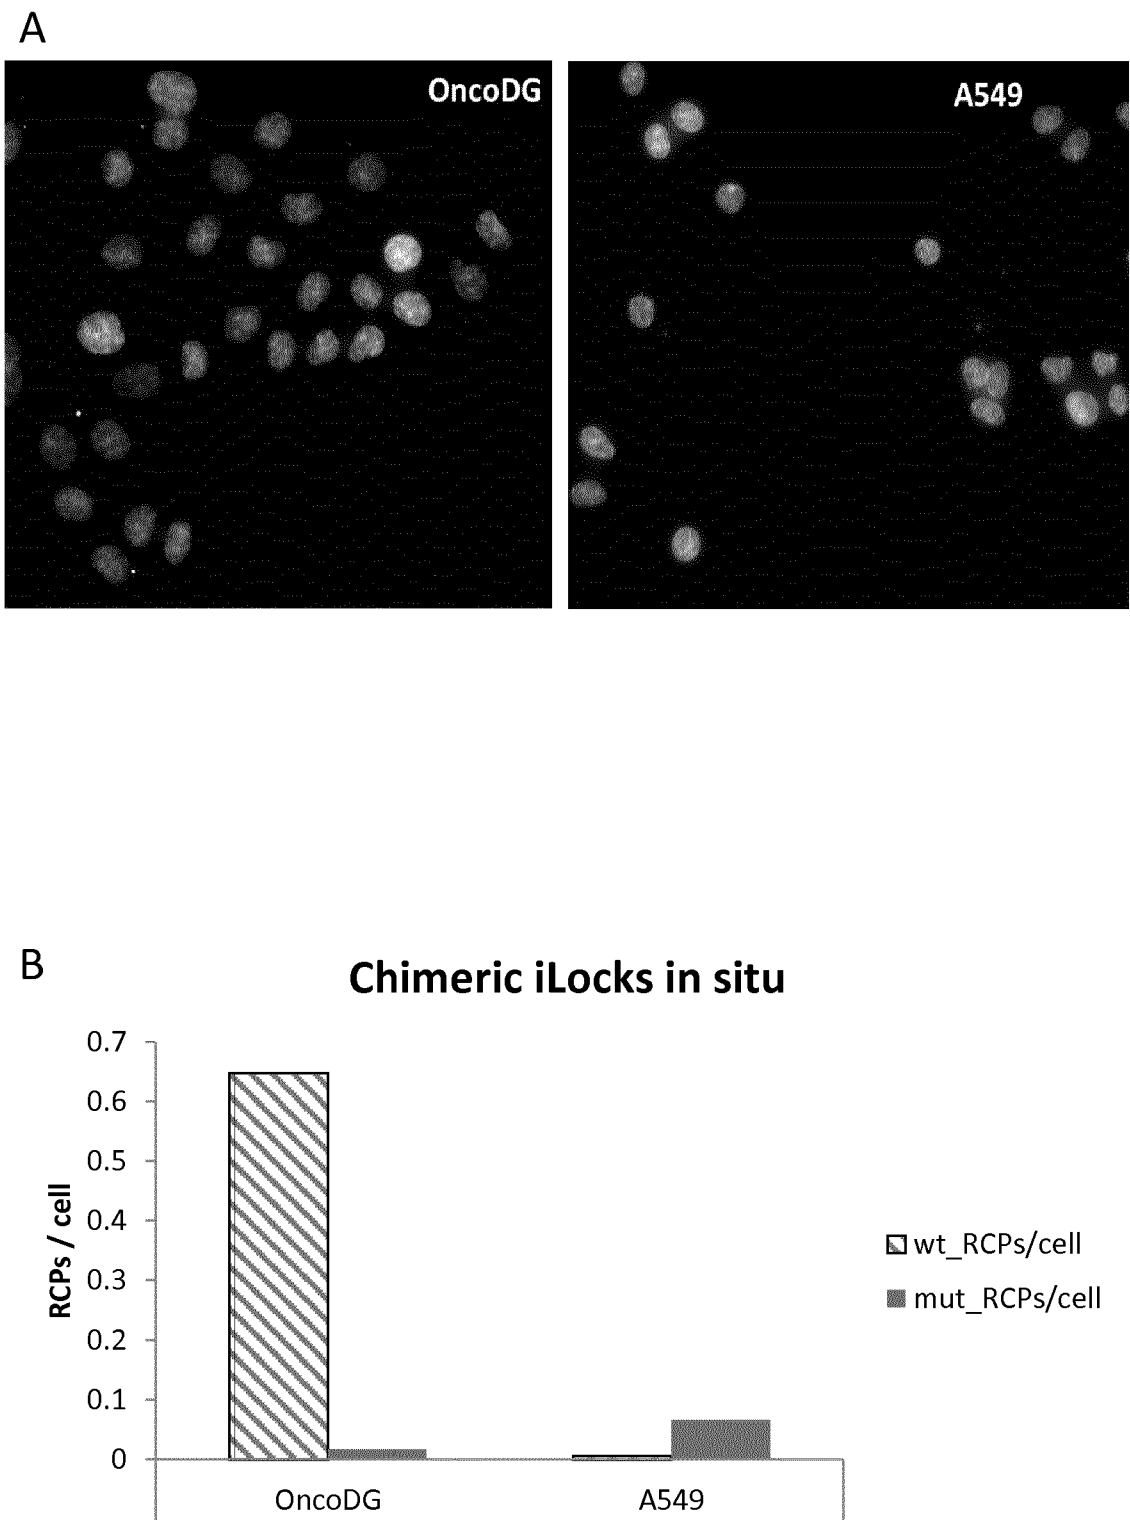 A
OncoDG
A549
B
Chimeric iLocks in situ
0.7
0.6
0.5
0.4
0.3
0.2
0.1
0
RCPs / cell
wt_RCPs/cell
mut_RCPs/cell
OncoDG
A549